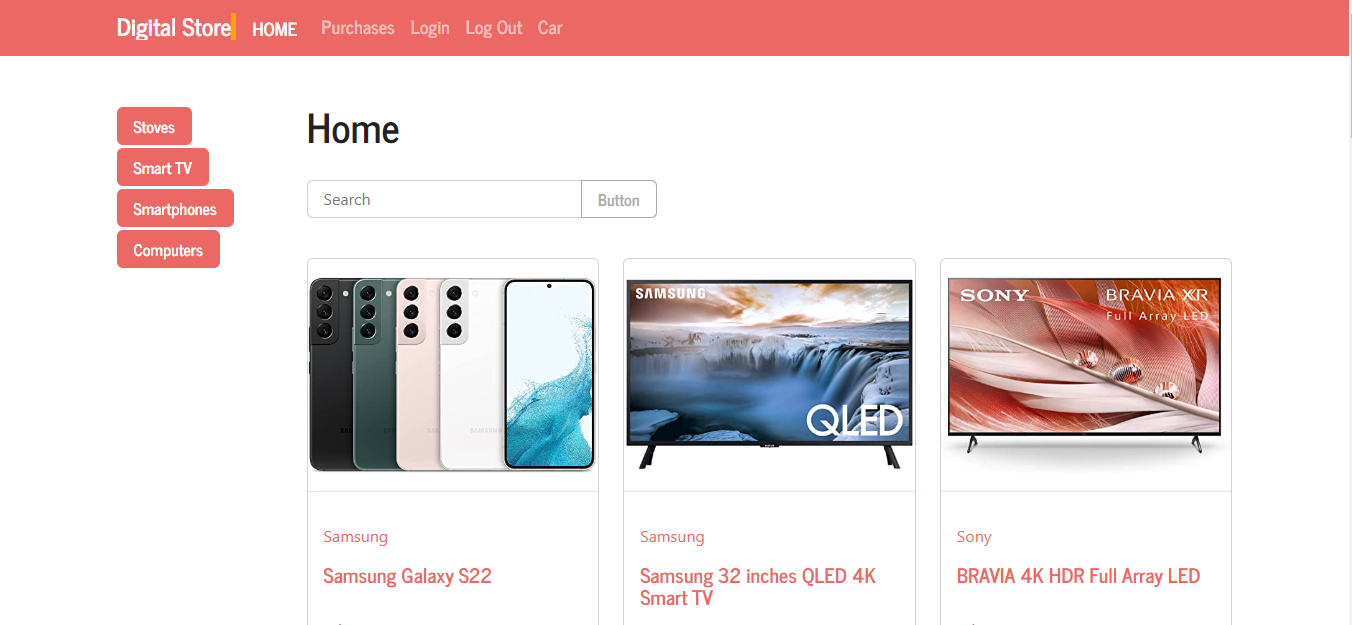 Digital Store HOME Purchases Login Log Out Car
Stoves
Smart TV
Smartphones
Computers
Home
Search Button
SAMSUNG
QLED
SONY BRAVIA XR
Full Array LED
Samsung
Samsung Galaxy S22
Samsung
Samsung 32 inches QLED 4K
Smart TV
Sony
BRAVIA 4K HDR Full Array LED